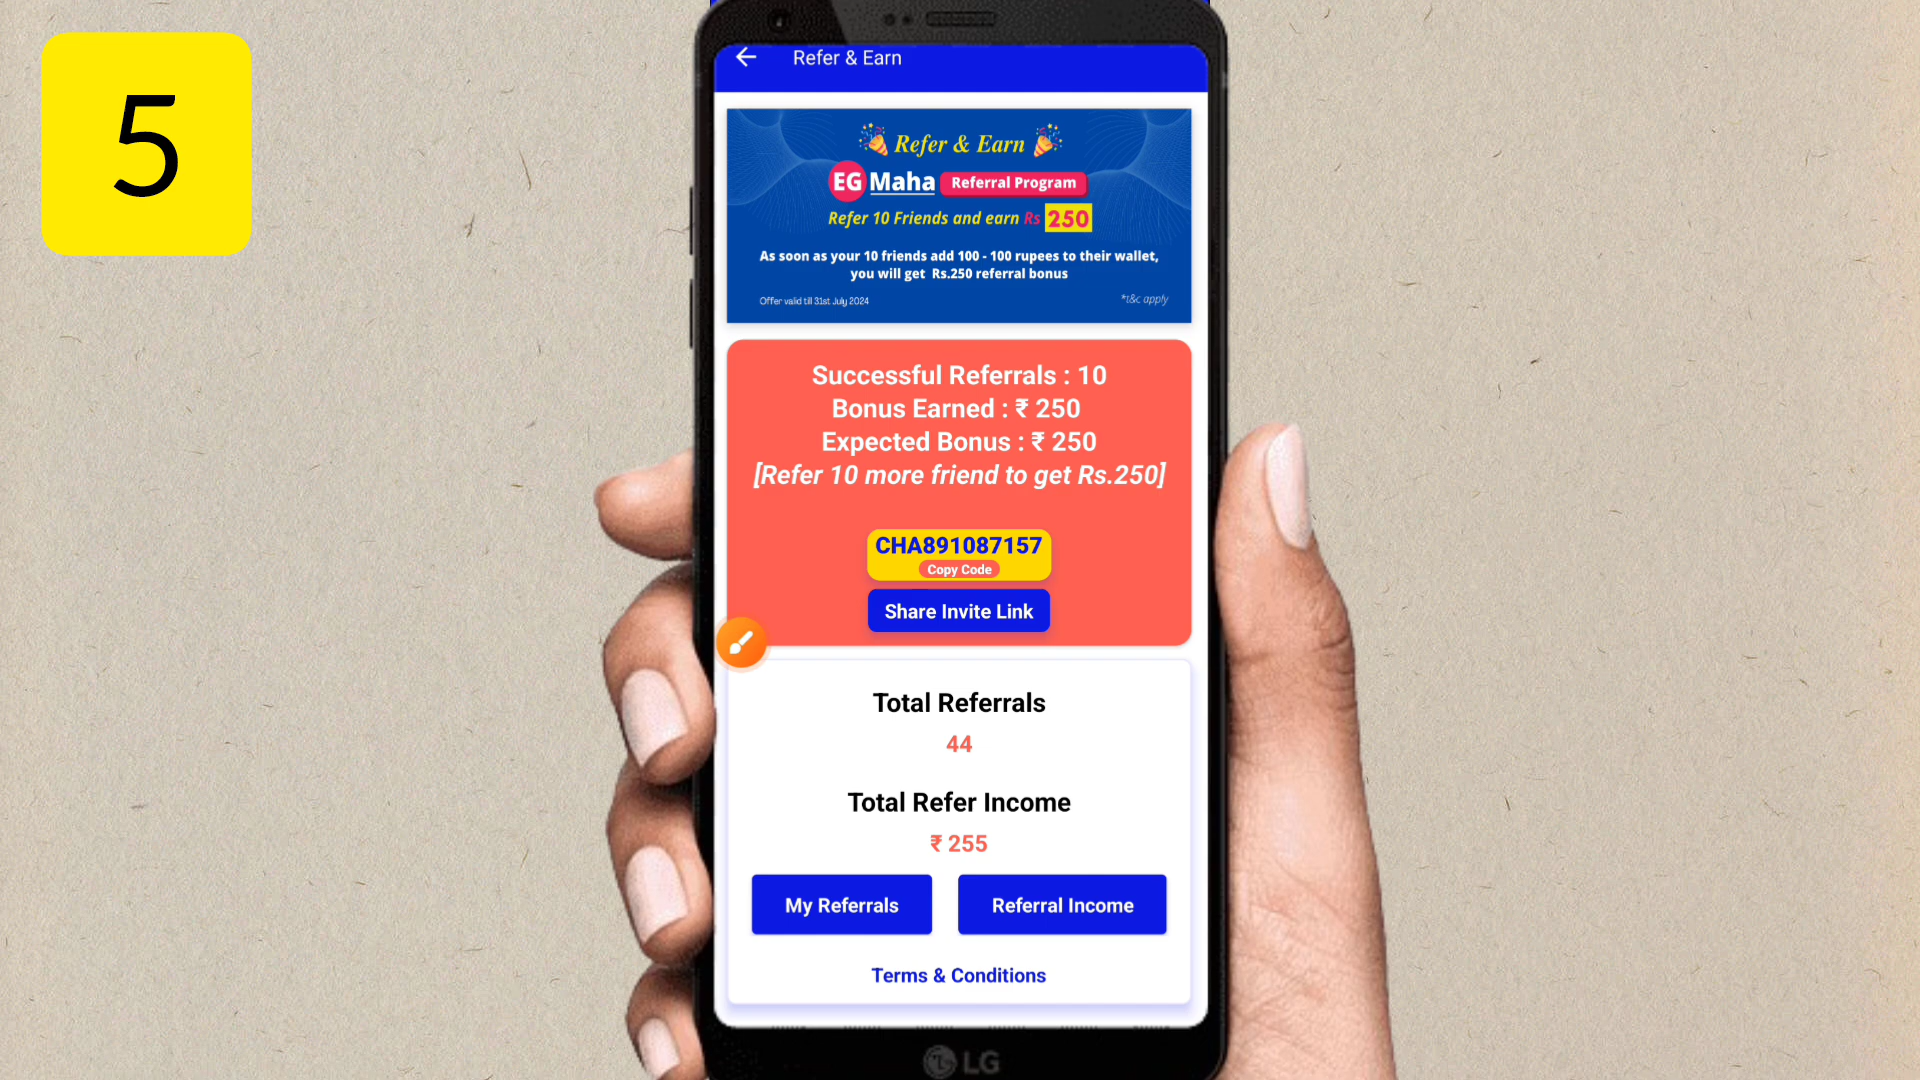 5
Refer & Earn
Refer & Earn
EG Maha Referral Program
Refer 10 Friends and earn Rs 250
As soon as your 10 friends add 100 - 100 rupees to their wallet,
you will get Rs.250 referral bonus
Offer valid till 31st July 2024
*t&c apply
Successful Referrals : 10
Bonus Earned : ₹ 250
Expected Bonus : ₹ 250
[Refer 10 more friend to get Rs.250]
CHA891087157
Copy Code
Share Invite Link
Total Referrals
44
Total Refer Income
₹ 255
My Referrals
Referral Income
Terms & Conditions
LG